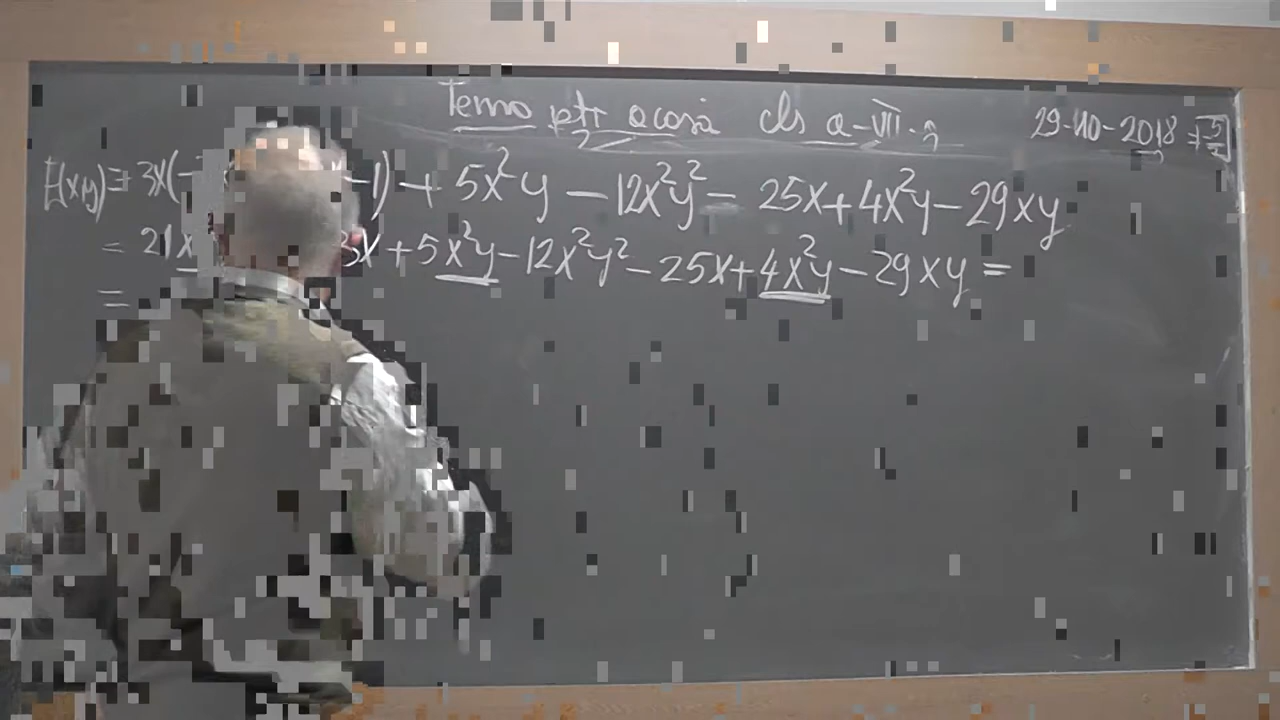 Tema ptr acasă cls a-VII-a
29-10-2018
E(x,y) = 3x(- -1) + 5x²y - 12x²y² - 25x + 4x²y - 29xy
= 21x 3x + 5x²y - 12x²y² - 25x + 4x²y - 29xy =
=